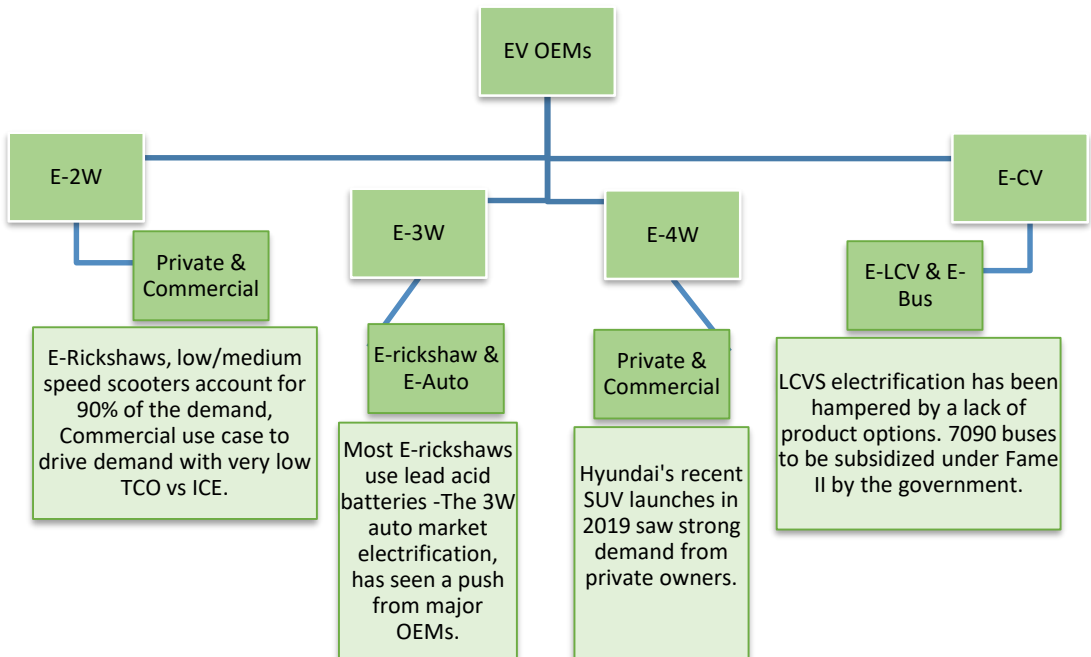 EV OEMs
E-2W
E-CV
E-3W
E-4W
Private &
Commercial
E-Rickshaws, low/medium
speed scooters account for
90% of the demand,
Commercial use case to
drive demand with very low
TCO vs ICE.
E-rickshaw &
E-Auto
Most E-rickshaws
use lead acid
batteries -The 3W
auto market
electrification,
has seen a push
from major
OEMs.
Private &
Commercial
Hyundai's recent
SUV launches in
2019 saw strong
demand from
private owners.
E-LCV & E-
Bus
LCVS electrification has been
hampered by a lack of
product options. 7090 buses
to be subsidized under Fame
II by the government.